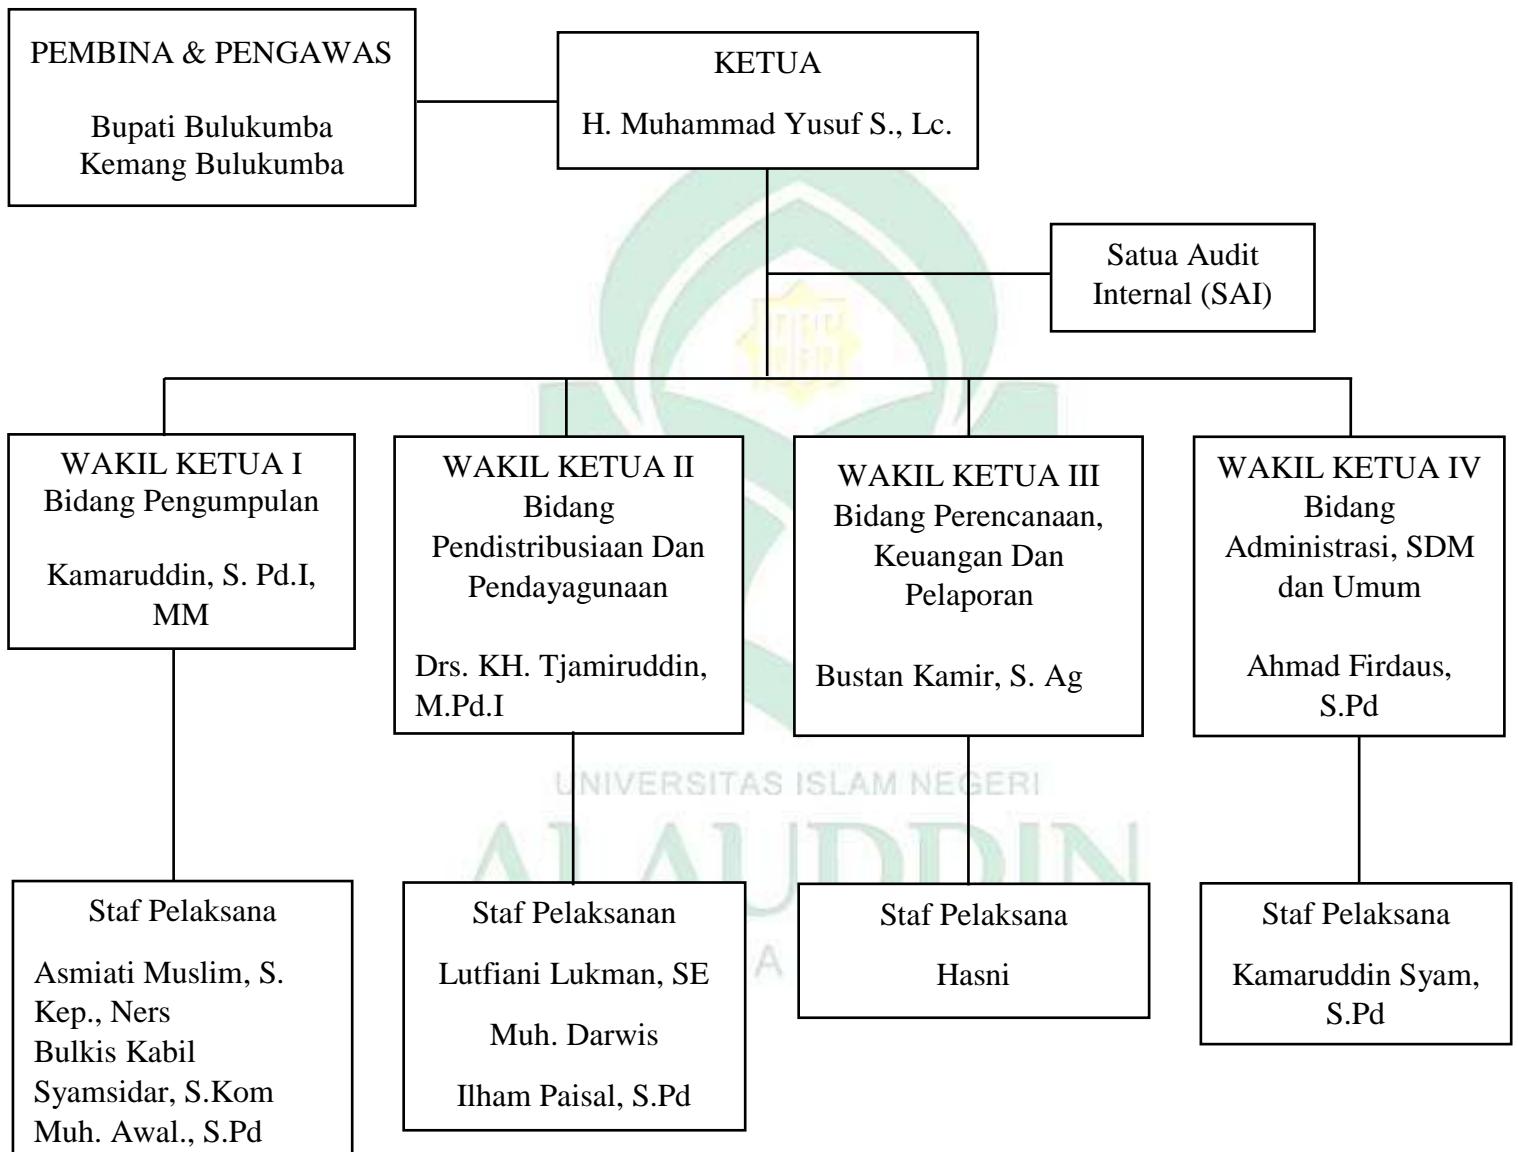 PEMBINA & PENGAWAS
Bupati Bulukumba
Kemang Bulukumba
KETUA
H. Muhammad Yusuf S., Lc.
Satua Audit
Internal (SAI)
WAKIL KETUA I
Bidang Pengumpulan
Kamaruddin, S. Pd.I,
MM
WAKIL KETUA II
Bidang
Pendistribusiaan Dan
Pendayagunaan
Drs. KH. Tjamiruddin,
M.Pd.I
WAKIL KETUA III
Bidang Perencanaan,
Keuangan Dan
Pelaporan
Bustan Kamir, S. Ag
WAKIL KETUA IV
Bidang
Administrasi, SDM
dan Umum
Ahmad Firdaus,
S.Pd
UNIVERSITAS ISLAM NEGERI
ALAUDDIN
Staf Pelaksana
Asmiati Muslim, S.
Kep., Ners
Bulkis Kabil
Syamsidar, S.Kom
Muh. Awal., S.Pd
Staf Pelaksanan
Lutfiani Lukman, SE
Muh. Darwis
Ilham Paisal, S.Pd
Staf Pelaksana
Hasni
Staf Pelaksana
Kamaruddin Syam,
S.Pd